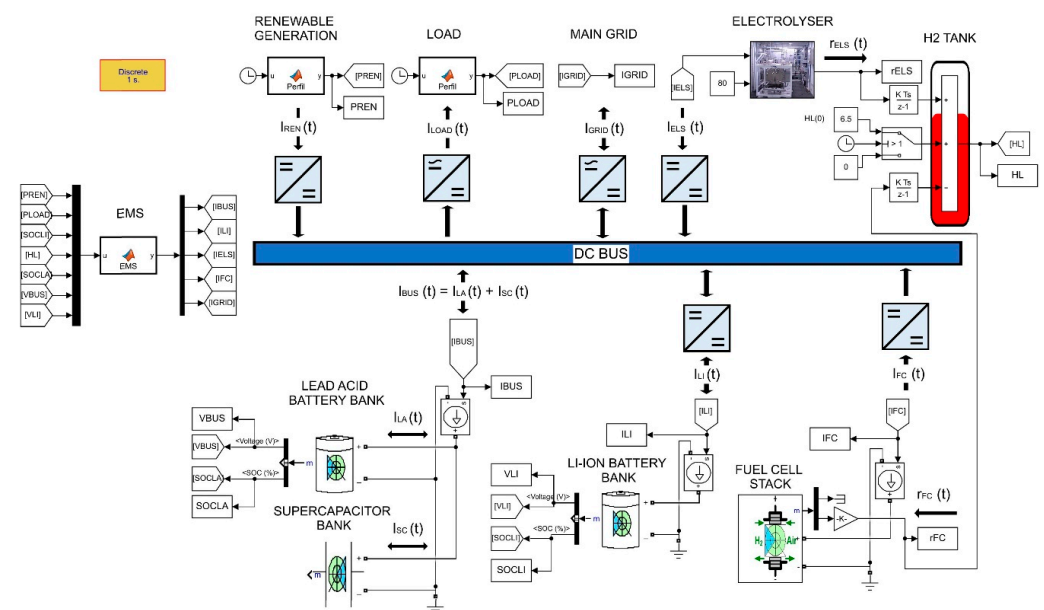 RENEWABLE
GENERATION
LOAD
MAIN GRID
ELECTROLYSER
H2 TANK
Discrete
1 s.
u
y
Perfil
[PREN]
PREN
u
y
Perfil
[PLOAD]
PLOAD
[IGRID]
IGRID
[IELS]
80
rELS (t)
rELS
K Ts
z-1
+
HL(0)
6.5
> 1
+
0
K Ts
z-1
−
[HL]
HL
IREN (t)
ILOAD (t)
IGRID (t)
IELS (t)
[PREN]
[PLOAD]
[SOCLI]
[HL]
[SOCLA]
[VBUS]
[VLI]
EMS
u
y
EMS
[IBUS]
[ILI]
[IELS]
[IFC]
[IGRID]
DC BUS
IBUS (t) = ILA (t) + ISC (t)
[IBUS]
IBUS
s
-
+
ILI (t)
[ILI]
ILI
s
-
+
IFC (t)
[IFC]
IFC
s
-
+
LEAD ACID
BATTERY BANK
ILA (t)
VBUS
[VBUS]
<Voltage (V)>
[SOCLA]
<SOC (%)>
SOCLA
m
+
−
SUPERCAPACITOR
BANK
ISC (t)
m
+
−
LI-ION BATTERY
BANK
VLI
[VLI]
<Voltage (V)>
[SOCLI]
<SOC (%)>
SOCLI
m
+
−
FUEL CELL
STACK
+
m
H2
Air
+
-
-K-
rFC (t)
rFC